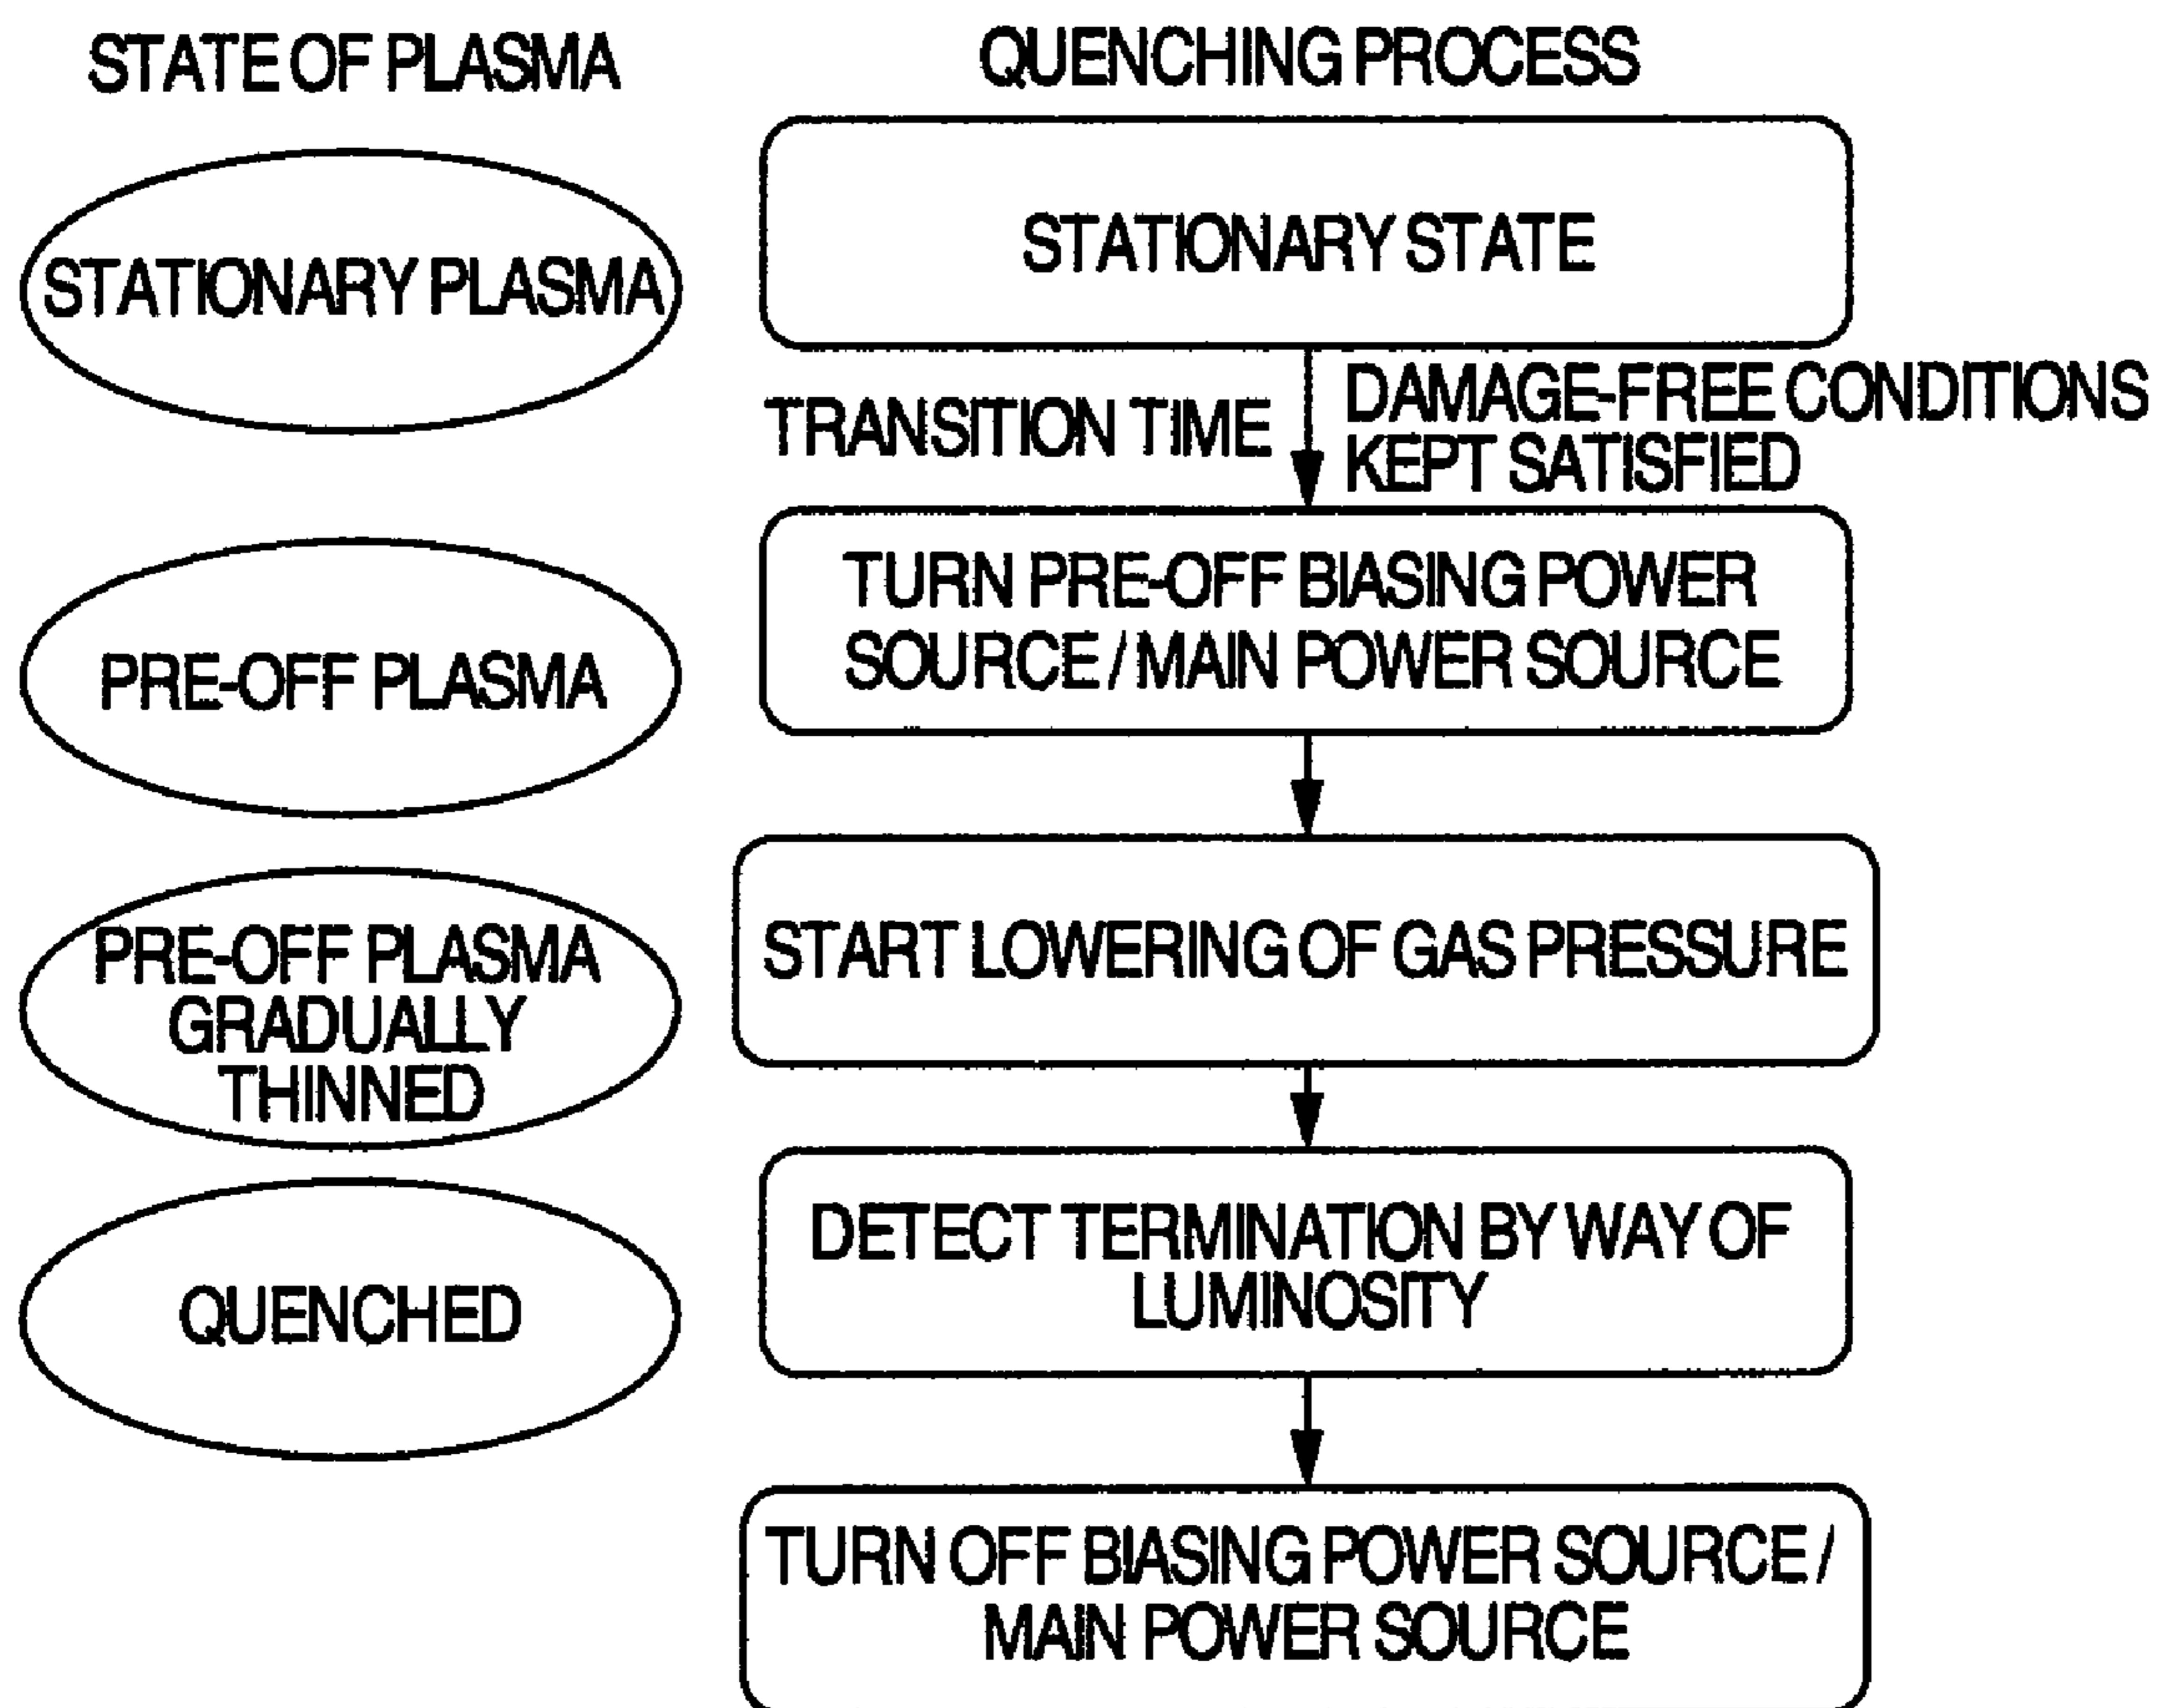 STATE OF PLASMA
QUENCHING PROCESS
STATIONARY PLASMA
STATIONARY STATE
TRANSITION TIME
DAMAGE-FREE CONDITIONS
KEPT SATISFIED
PRE-OFF PLASMA
TURN PRE-OFF BIASING POWER
SOURCE / MAIN POWER SOURCE
PRE-OFF PLASMA
GRADUALLY
THINNED
START LOWERING OF GAS PRESSURE
QUENCHED
DETECT TERMINATION BY WAY OF
LUMINOSITY
TURN OFF BIASING POWER SOURCE /
MAIN POWER SOURCE